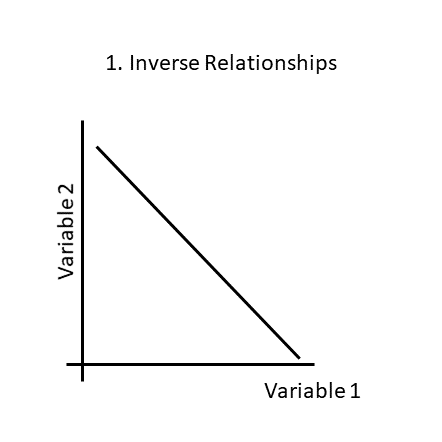 1. Inverse Relationships
Variable 2
Variable 1